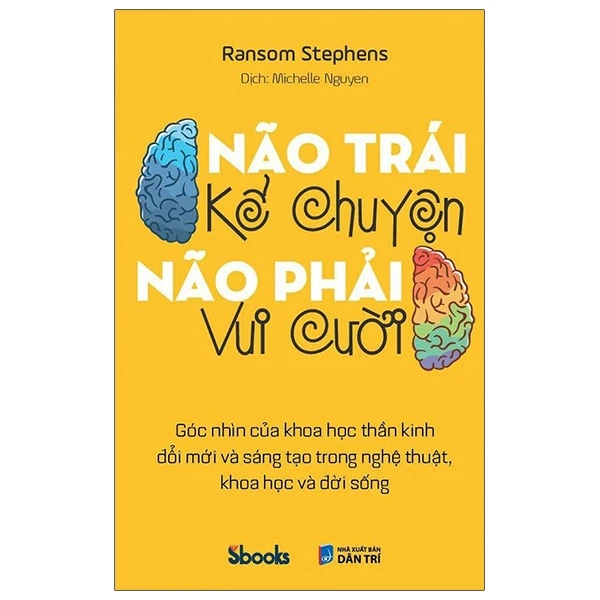 Ransom Stephens
Dịch: Michelle Nguyen
NÃO TRÁI
Kể Chuyện
NÃO PHẢI
Vui Cười
Góc nhìn của khoa học thần kinh
đổi mới và sáng tạo trong nghệ thuật,
khoa học và đời sống
Sbooks
NHÀ XUẤT BẢN
DÂN TRÍ